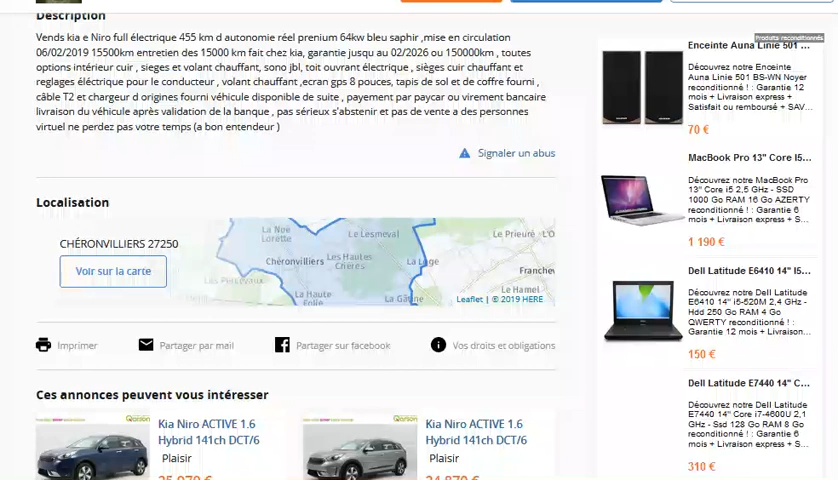 Description
Vends kia e Niro full électrique 455 km d autonomie réel prenium 64kw bleu saphir ,mise en circulation
06/02/2019 15500km entretien des 15000 km fait chez kia, garantie jusqu au 02/2026 ou 150000km , toutes
options intérieur cuir , sieges et volant chauffant, sono jbl, toit ouvrant électrique , sièges cuir chauffant et
reglages éléctrique pour le conducteur , volant chauffant ,ecran gps 8 pouces, tapis de sol et de coffre fourni ,
câble T2 et chargeur d origines fourni véhicule disponible de suite , payement par paycar ou virement bancaire
livraison du véhicule après validation de la banque , pas sérieux s'abstenir et pas de vente a des personnes
virtuel ne perdez pas votre temps (a bon entendeur )
Signaler un abus
Localisation
CHÉRONVILLIERS 27250
Voir sur la carte
La Noë
Lorette
Le Lesmeval
Le Prieuré
L'O
Chéronvilliers
Les Hautes
Crières
La Loge
Franche
Les Perlevaux
La Haute
Folie
La Gâtine
Le Hamel
Leaflet | © 2019 HERE
Imprimer
Partager par mail
Partager sur facebook
Vos droits et obligations
Ces annonces peuvent vous intéresser
Qarson
Kia Niro ACTIVE 1.6
Hybrid 141ch DCT/6
Plaisir
25 970 €
Qarson
Kia Niro ACTIVE 1.6
Hybrid 141ch DCT/6
Plaisir
24 870 €
Produits reconditionnés
Enceinte Auna Linie 501 ...
Découvrez notre Enceinte
Auna Linie 501 BS-WN Noyer
reconditionné ! : Garantie 12
mois + Livraison express +
Satisfait ou remboursé + SAV...
70 €
MacBook Pro 13" Core I5...
Découvrez notre MacBook Pro
13" Core i5 2,5 GHz - SSD
1000 Go RAM 16 Go AZERTY
reconditionné ! : Garantie 6
mois + Livraison express + S...
1 190 €
Dell Latitude E6410 14" I5...
Découvrez notre Dell Latitude
E6410 14" i5-520M 2,4 GHz -
Hdd 250 Go RAM 4 Go
QWERTY reconditionné ! :
Garantie 12 mois + Livraison...
150 €
Dell Latitude E7440 14" C...
Découvrez notre Dell Latitude
E7440 14" Core i7-4600U 2,1
GHz - Ssd 128 Go RAM 8 Go
reconditionné ! : Garantie 6
mois + Livraison express + S...
310 €